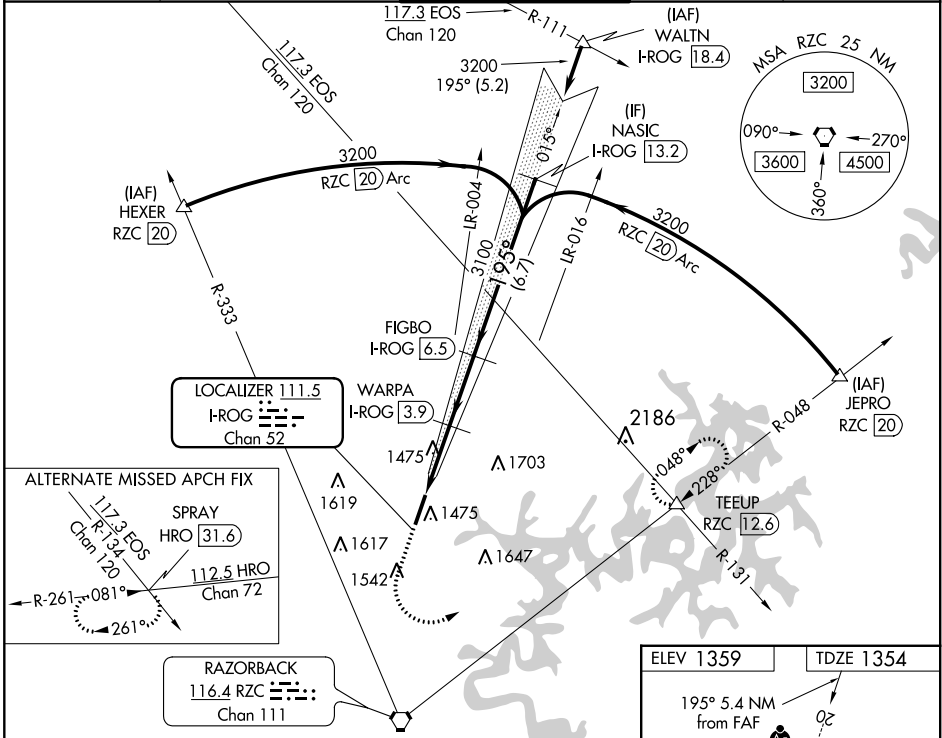 117.3 EOS
Chan 120
R-111
(IAF)
WALTN
I-ROG 18.4
3200
195° (5.2)
MSA RZC 25 NM
3200
090°
270°
3600
4500
360°
117.3 EOS
Chan 120
(IF)
NASIC
I-ROG 13.2
015°
3200
RZC 20 Arc
LR-004
(IAF)
HEXER
RZC 20
LR-016
3200
RZC 20 Arc
3100
195°
(6.7)
R-333
FIGBO
I-ROG 6.5
LOCALIZER 111.5
I-ROG
Chan 52
WARPA
I-ROG 3.9
(IAF)
JEPRO
RZC 20
R-048
2186
1475
1703
1619
048°
228°
TEEUP
RZC 12.6
1475
1617
1647
1542
R-131
ALTERNATE MISSED APCH FIX
117.3 EOS
R-134
Chan 120
SPRAY
HRO 31.6
112.5 HRO
Chan 72
R-261
081°
261°
RAZORBACK
116.4 RZC
Chan 111
ELEV 1359
TDZE 1354
195° 5.4 NM
from FAF
20